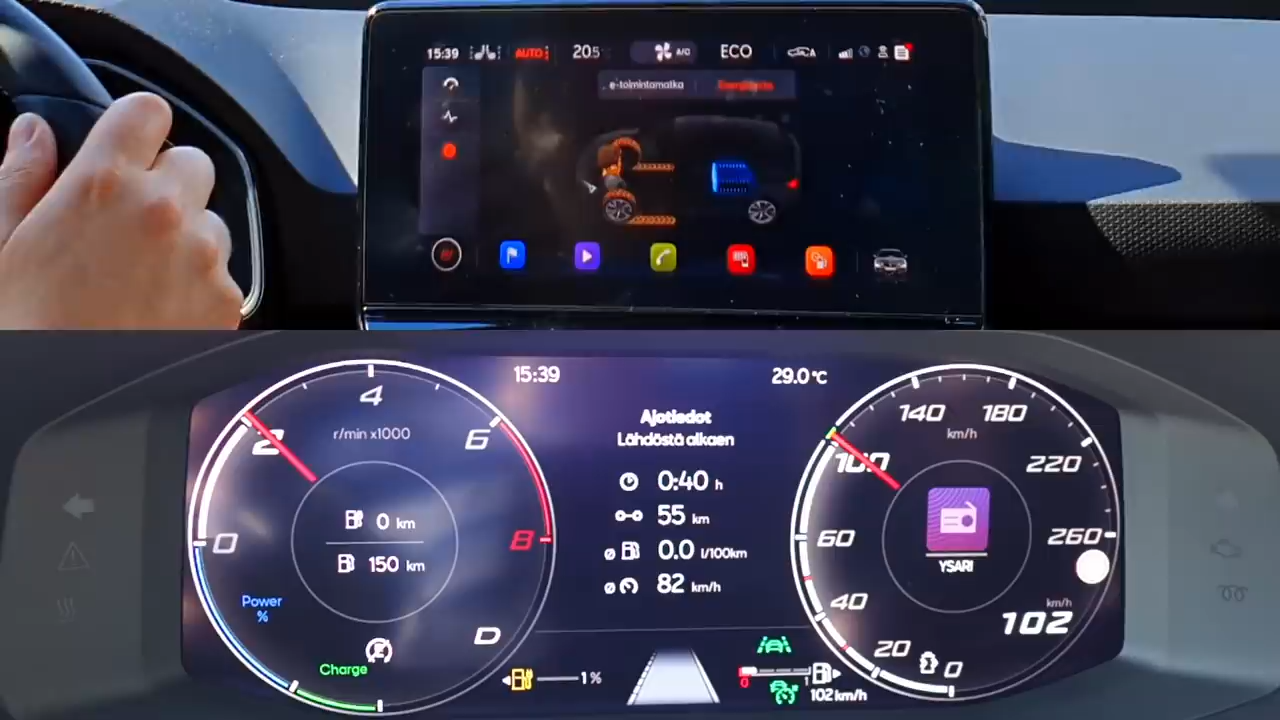 15:39 AUTO 20.5 A/C ECO A
e-toimintamatka
15:39 29.0°C
4
r/min x1000
2 6
0 8
0 km
150 km
Power
%
Charge
D
Ajotiedot
Lähdöstä alkaen
0:40 h
55 km
ø 0.0 l/100km
ø 82 km/h
1%
0 1
102 km/h
140 180
km/h
100 220
60 260
YSARI
40
km/h
102
20 0